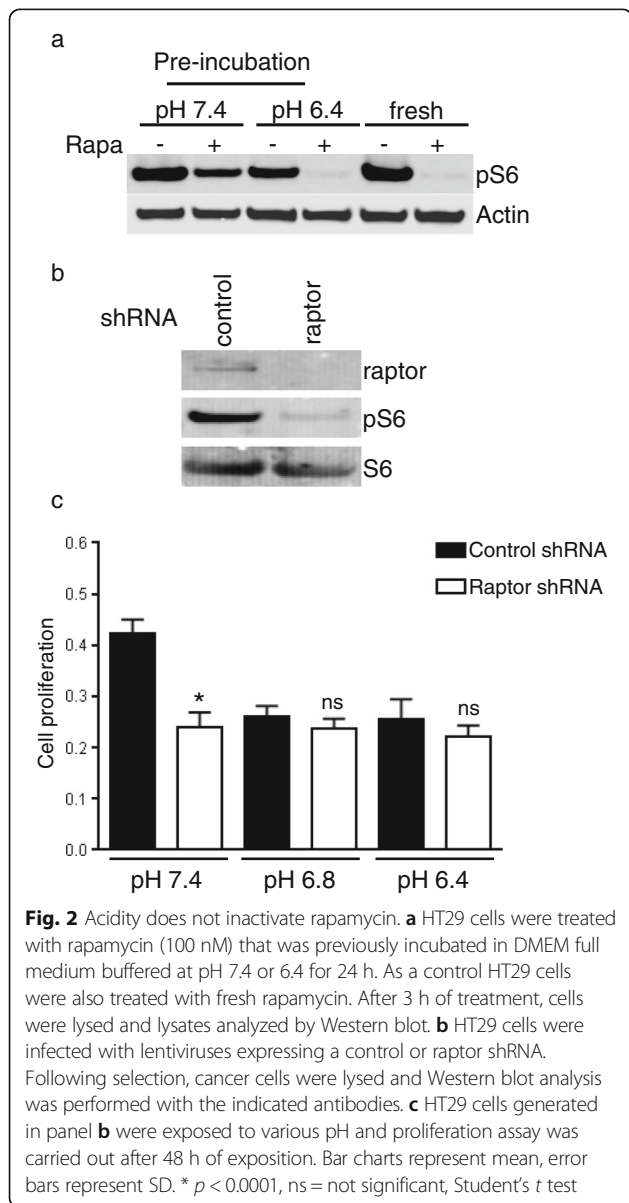 a
Pre-incubation
pH 7.4 pH 6.4 fresh
Rapa - + - + - +
pS6
Actin
b
shRNA control raptor
raptor
pS6
S6
c
0.6
0.5
0.4
0.3
0.2
0.1
0.0
Cell proliferation
Control shRNA
Raptor shRNA
* ns ns
pH 7.4 pH 6.8 pH 6.4
Fig. 2 Acidity does not inactivate rapamycin. a HT29 cells were treated
with rapamycin (100 nM) that was previously incubated in DMEM full
medium buffered at pH 7.4 or 6.4 for 24 h. As a control HT29 cells
were also treated with fresh rapamycin. After 3 h of treatment, cells
were lysed and lysates analyzed by Western blot. b HT29 cells were
infected with lentiviruses expressing a control or raptor shRNA.
Following selection, cancer cells were lysed and Western blot analysis
was performed with the indicated antibodies. c HT29 cells generated
in panel b were exposed to various pH and proliferation assay was
carried out after 48 h of exposition. Bar charts represent mean, error
bars represent SD. * p < 0.0001, ns = not significant, Student's t test